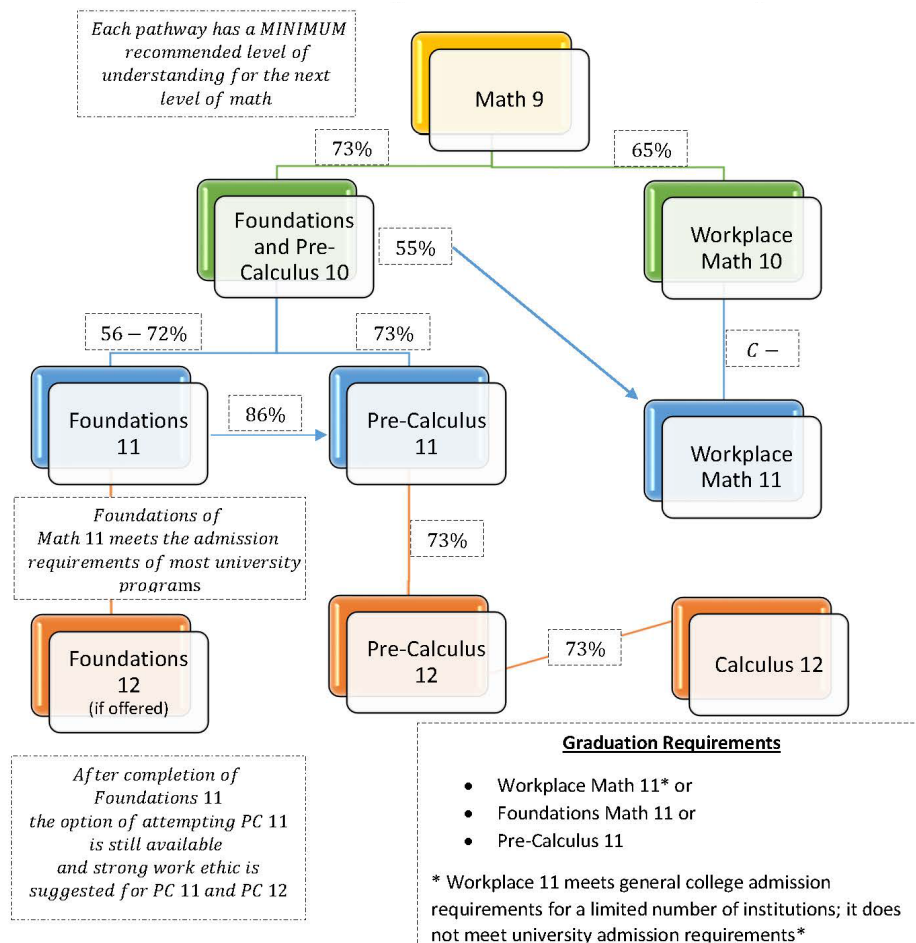 Each pathway has a MINIMUM
recommended level of
understanding for the next
level of math
Math 9
73%
65%
Foundations
and Pre-
Calculus 10
55%
Workplace
Math 10
56 – 72%
73%
C –
Foundations
11
86%
Pre-Calculus
11
Workplace
Math 11
Foundations of
Math 11 meets the admission
requirements of most university
programs
73%
Foundations
12
(if offered)
Pre-Calculus
12
73%
Calculus 12
After completion of
Foundations 11
the option of attempting PC 11
is still available
and strong work ethic is
suggested for PC 11 and PC 12
Graduation Requirements
• Workplace Math 11* or
• Foundations Math 11 or
• Pre-Calculus 11
* Workplace 11 meets general college admission
requirements for a limited number of institutions; it does
not meet university admission requirements*